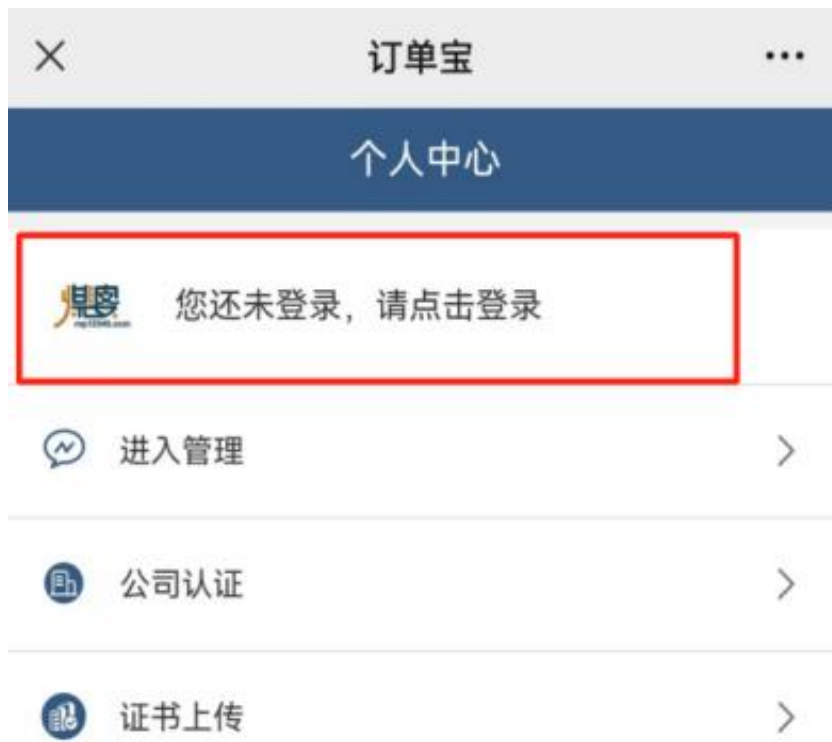 订单宝
个人中心
您还未登录，请点击登录
进入管理
公司认证
证书上传